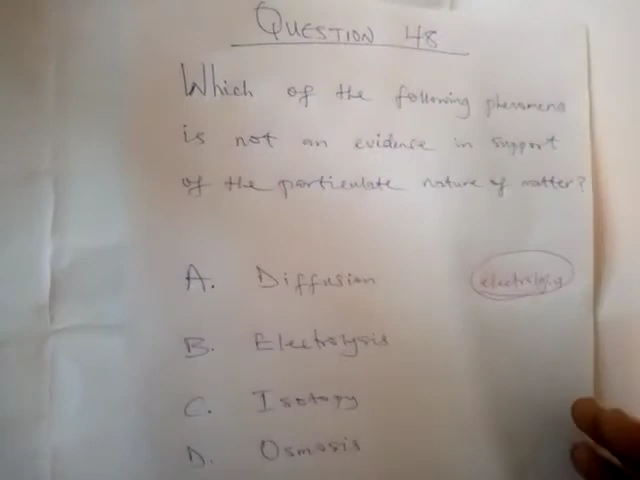 QUESTION 48
Which of the following phenomena
is not an evidence in support
of the particulate nature of matter?
A. Diffusion
electrolysis
B. Electrolysis
C. Isotopy
D. Osmosis